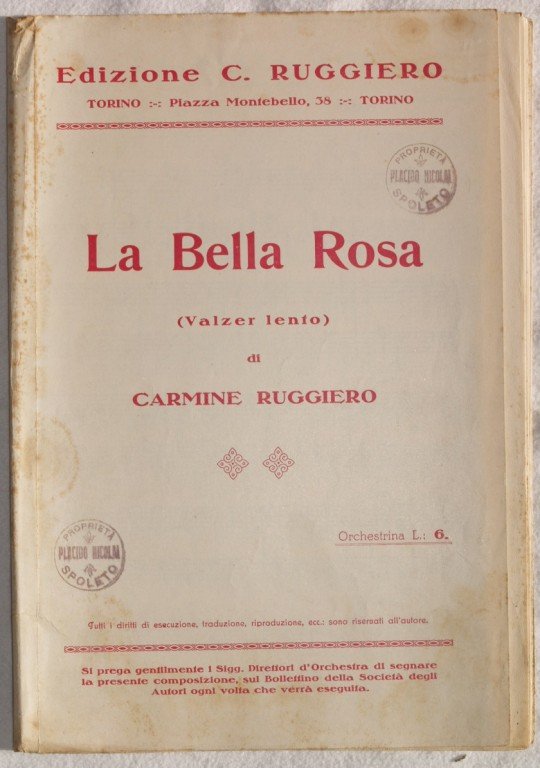 Edizione C. RUGGIERO
TORINO :-: Piazza Montebello, 38 :-: TORINO
PROPRIETÀ
PLACIDO NICOLAI
SPOLETO
La Bella Rosa
(Valzer lento)
di
CARMINE RUGGIERO
Orchestrina L.: 6.
PROPRIETÀ
PLACIDO NICOLAI
SPOLETO
Tutti i diritti di esecuzione, traduzione, riproduzione, ecc.: sono riservati all'autore.
Si prega gentilmente i Sigg. Direttori d'Orchestra di segnare
la presente composizione, sul Bollettino della Società degli
Autori ogni volta che verrà eseguita.